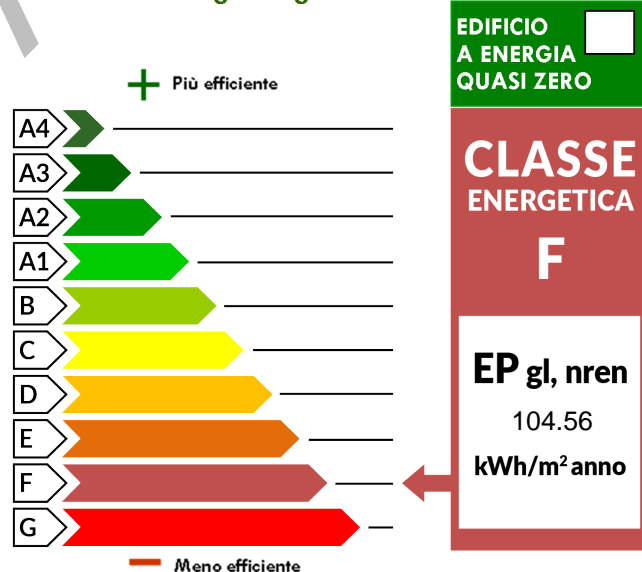 EDIFICIO
A ENERGIA
QUASI ZERO
Più efficiente
A4
A3
A2
A1
B
C
D
E
F
G
Meno efficiente
CLASSE
ENERGETICA
F
EP gl, nren
104.56
kWh/m² anno